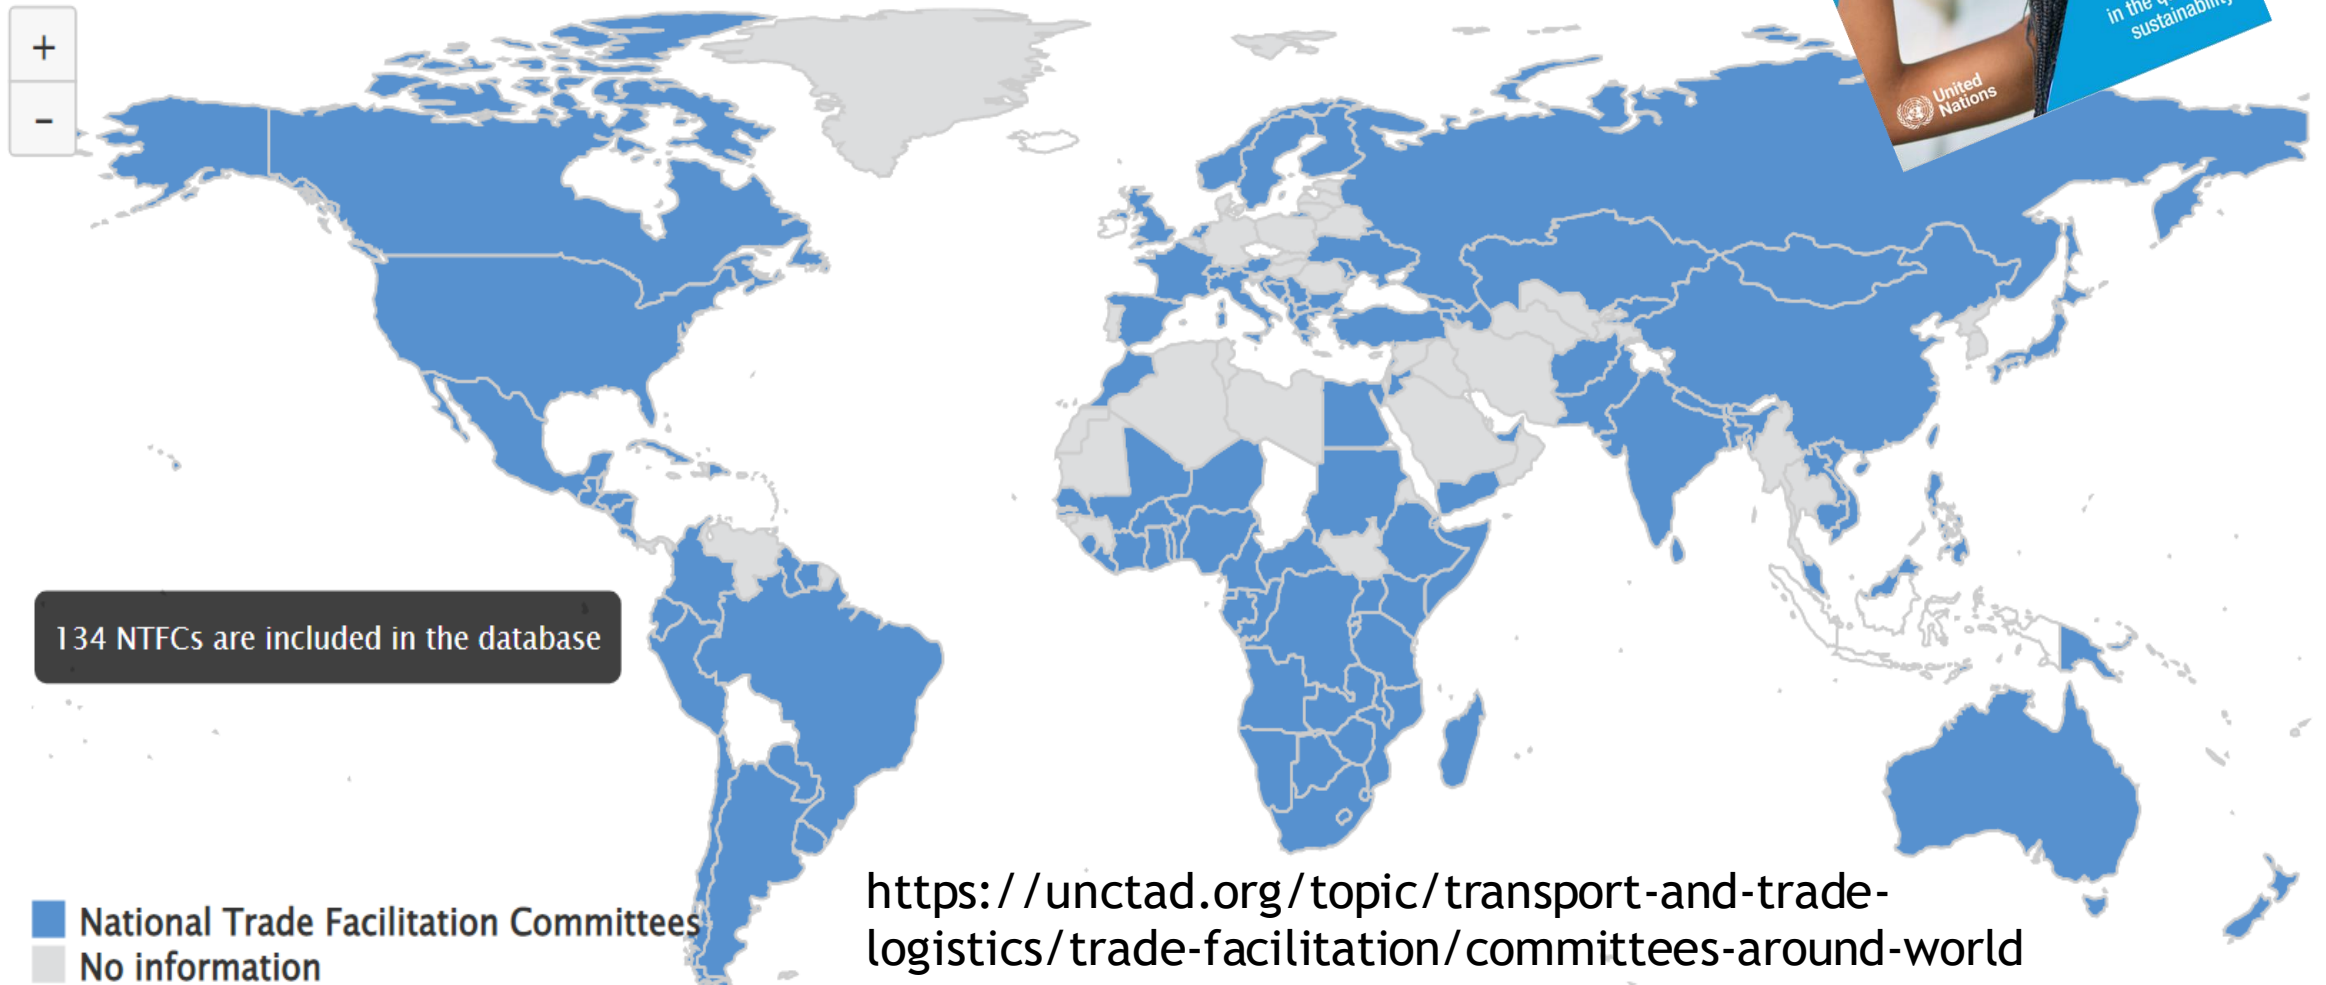 +
-
in the q
sustainability
United
Nations
134 NTFCs are included in the database
National Trade Facilitation Committees
No information
https://unctad.org/topic/transport-and-trade-
logistics/trade-facilitation/committees-around-world